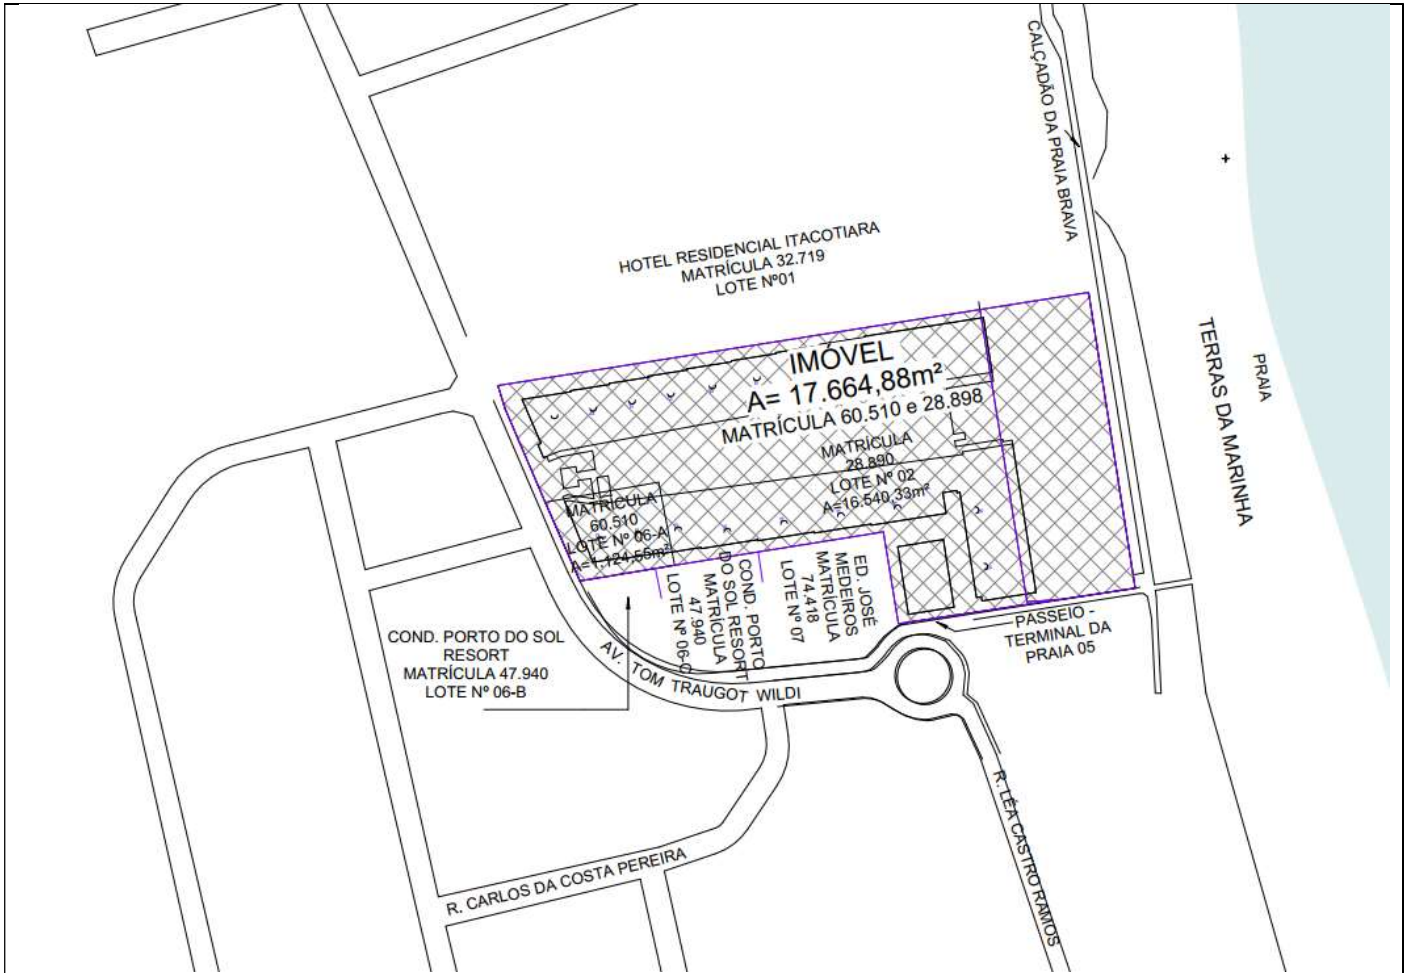 CALÇADÃO DA PRAIA BRAVA
HOTEL RESIDENCIAL ITACOTIARA
MATRÍCULA 32.719
LOTE Nº01
TERRAS DA MARINHA
PRAIA
IMÓVEL
A= 17.664,88m²
MATRÍCULA 60.510 e 28.898
MATRÍCULA
28.890
LOTE Nº 02
A=16.540,33m²
MATRÍCULA
60.510
LOTE Nº 06-A
A=1.124,55m²
COND. PORTO DO SOL
RESORT
MATRÍCULA 47.940
LOTE Nº 06-B
COND. PORTO
DO SOL RESORT
MATRÍCULA
47.940
LOTE Nº 06-C
ED. JOSÉ
MEDEIROS
MATRÍCULA
74.418
LOTE Nº 07
PASSEIO -
TERMINAL DA
PRAIA 05
AV. TOM TRAUGOT WILDI
R. CARLOS DA COSTA PEREIRA
R. LÉA CASTRO RAMOS